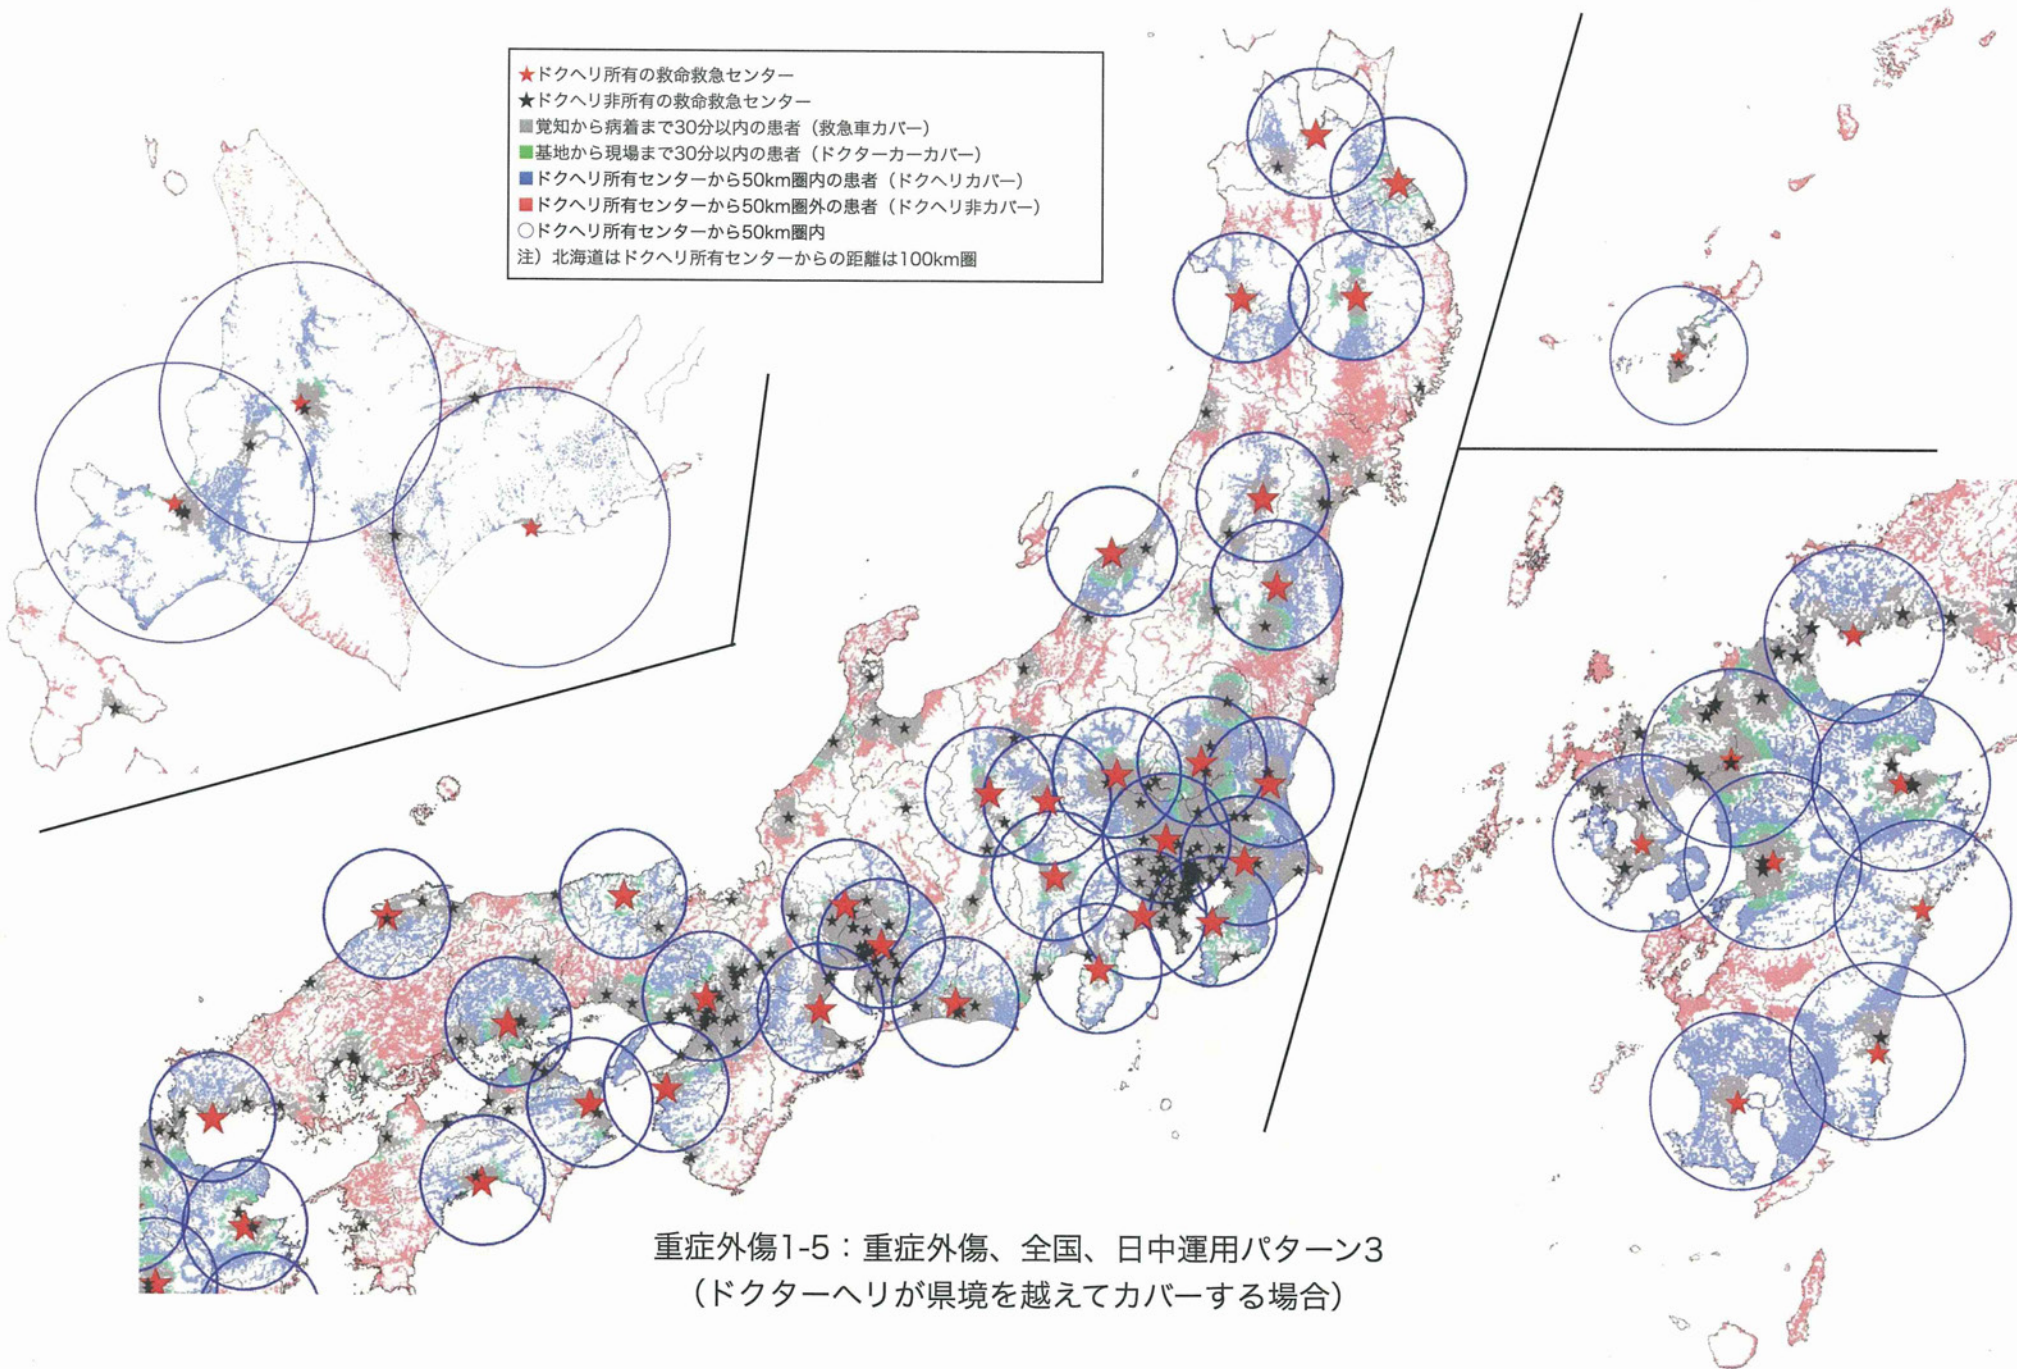 ★ドクヘリ所有の救命救急センター
★ドクヘリ非所有の救命救急センター
■覚知から病着まで30分以内の患者（救急車カバー）
■基地から現場まで30分以内の患者（ドクターカーカバー）
■ドクヘリ所有センターから50km圏内の患者（ドクヘリカバー）
■ドクヘリ所有センターから50km圏外の患者（ドクヘリ非カバー）
○ドクヘリ所有センターから50km圏内
注）北海道はドクヘリ所有センターからの距離は100km圏
重症外傷1-5：重症外傷、全国、日中運用パターン3
（ドクターヘリが県境を越えてカバーする場合）